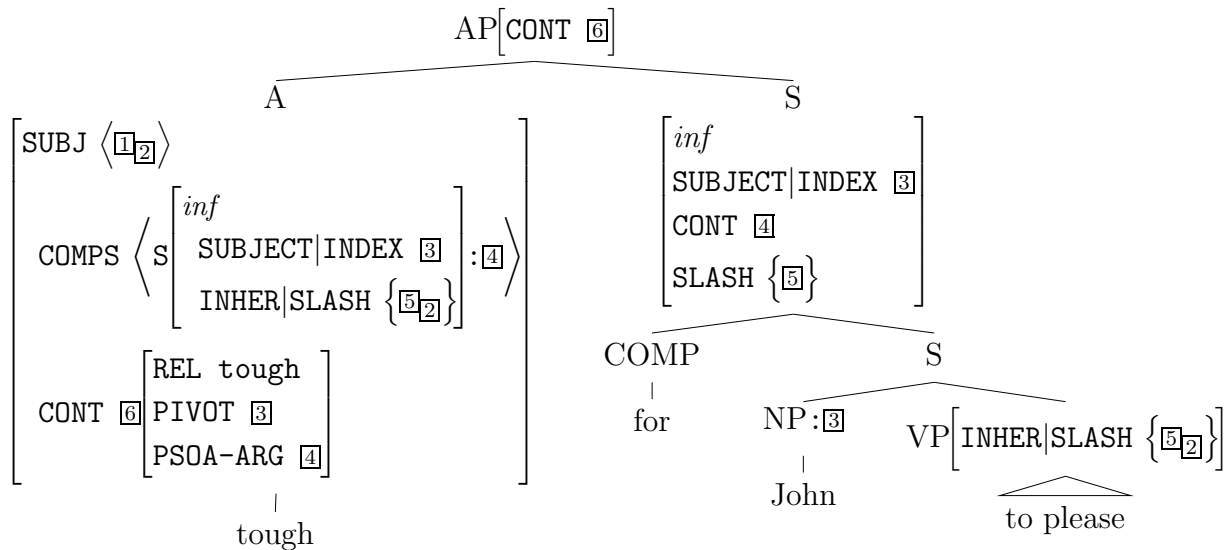 AP[CONT 6]
A S
[SUBJ ⟨1 2⟩
COMPS ⟨S[inf
SUBJECT|INDEX 3
INHER|SLASH {5 2}]:4⟩
CONT 6[REL tough
PIVOT 3
PSOA-ARG 4]]
tough
[inf
SUBJECT|INDEX 3
CONT 4
SLASH {5}]
COMP S
for
NP:3 VP[INHER|SLASH {5 2}]
John
to please